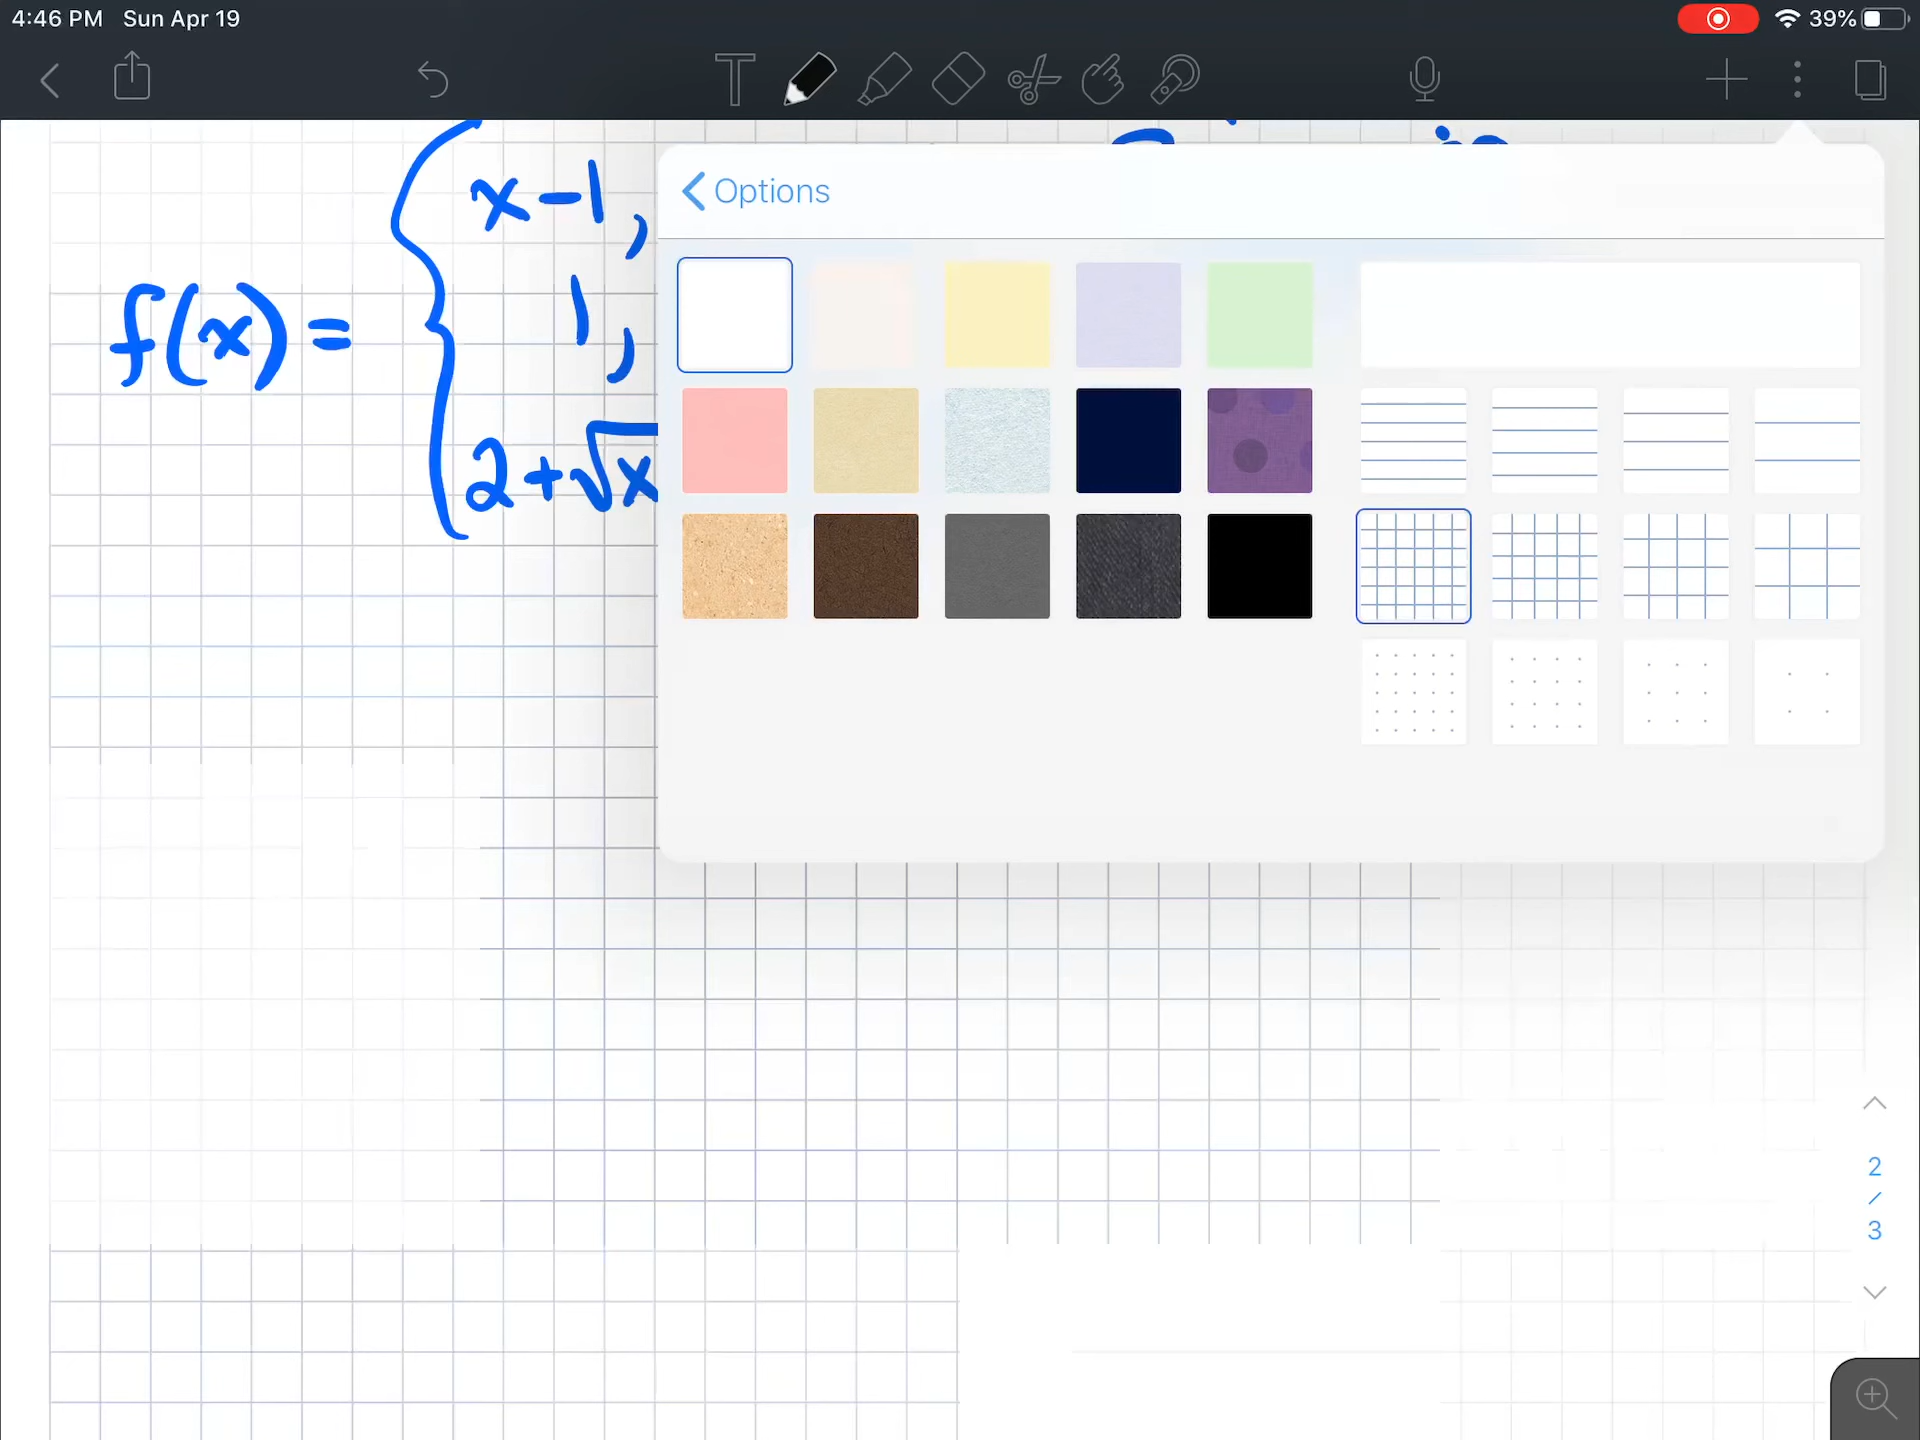 4:46 PM Sun Apr 19
39%
T
Options
x-1,
f(x)=
1,
2+√x
2
/
3